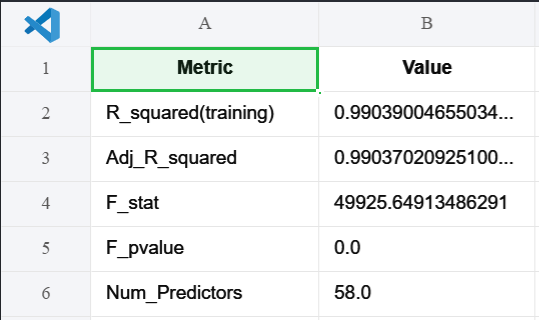 A B
1 Metric Value
2 R_squared(training) 0.99039004655034...
3 Adj_R_squared 0.99037020925100...
4 F_stat 49925.64913486291
5 F_pvalue 0.0
6 Num_Predictors 58.0